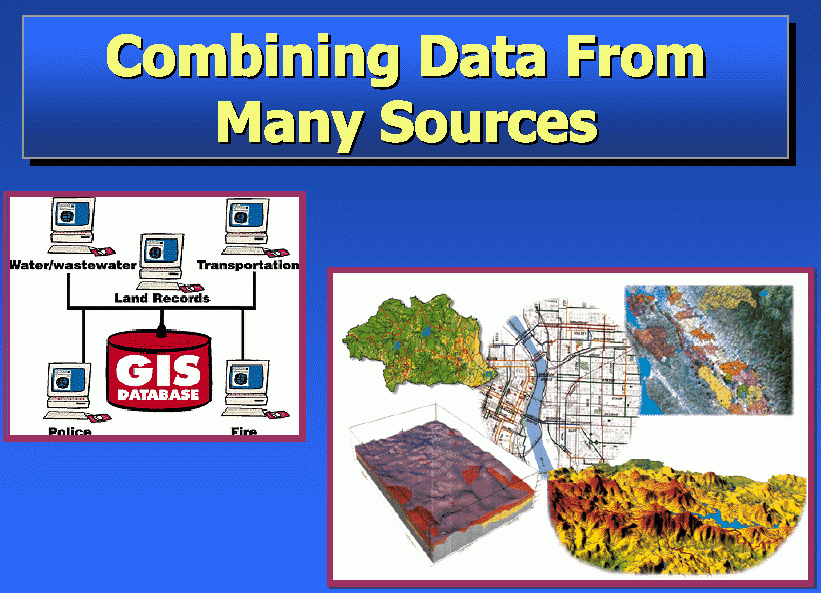 Combining Data From
Many Sources
Water/wastewater
Transportation
Land Records
GIS
DATABASE
Police
Fire